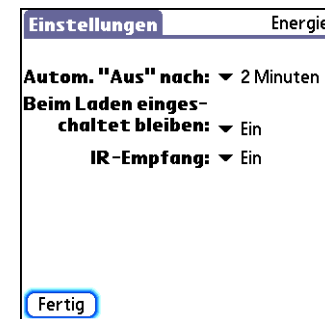 Einstellungen Energie
Autom. "Aus" nach: 2 Minuten
Beim Laden einges-
chaltet bleiben: Ein
IR-Empfang: Ein
Fertig